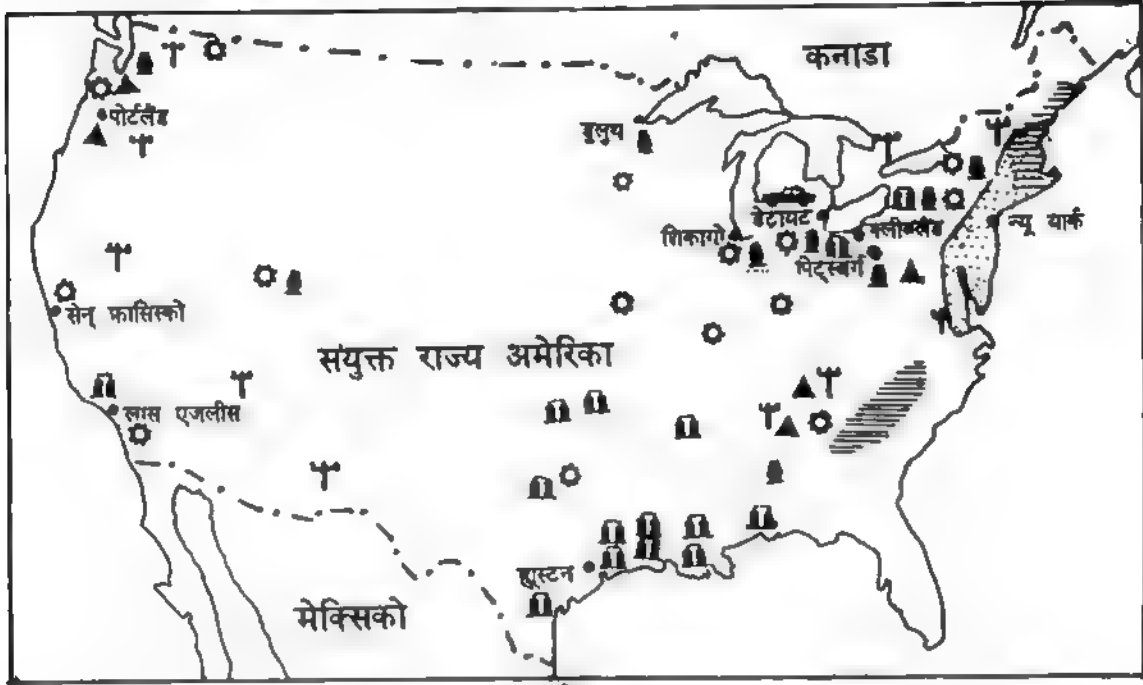 कनाडा
पोर्टलैंड
डुलुथ
डेट्रायट
क्लीवलैंड
न्यू यार्क
शिकागो
पिट्सबर्ग
सेन् फ्रांसिस्को
संयुक्त राज्य अमेरिका
लास एंजलीस
ह्यूस्टन
मेक्सिको